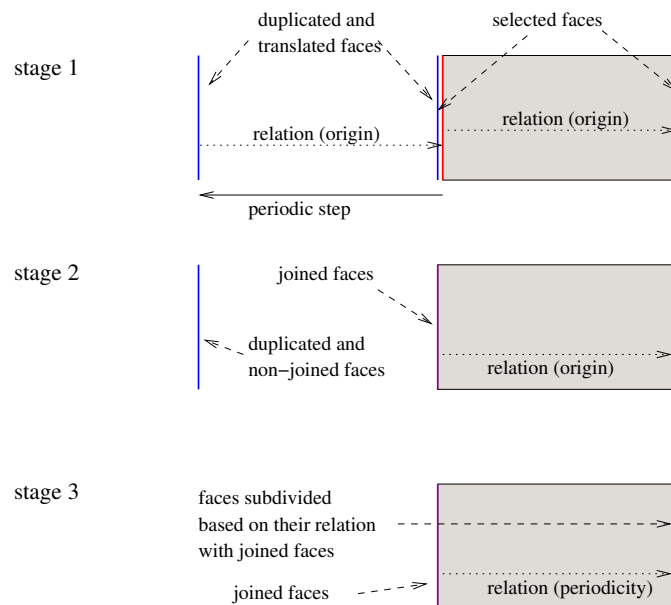 stage 1
duplicated and
translated faces
selected faces
relation (origin)
relation (origin)
periodic step
stage 2
joined faces
duplicated and
non−joined faces
relation (origin)
stage 3
faces subdivided
based on their relation
with joined faces
joined faces
relation (periodicity)